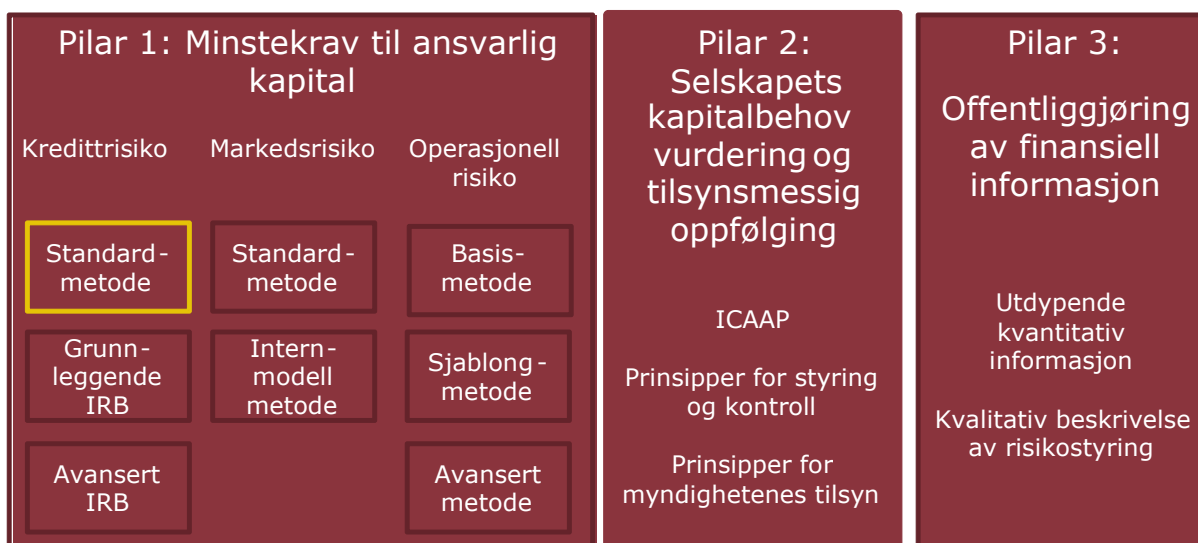 Pilar 1: Minstekrav til ansvarlig
kapital
Kredittrisiko
Markedsrisiko
Operasjonell
risiko
Standard-
metode
Standard-
metode
Basis-
metode
Grunn-
leggende
IRB
Intern-
modell
metode
Sjablong-
metode
Avansert
IRB
Avansert
metode
Pilar 2:
Selskapets
kapitalbehov
vurdering og
tilsynsmessig
oppfølging
ICAAP
Prinsipper for styring
og kontroll
Prinsipper for
myndighetenes tilsyn
Pilar 3:
Offentliggjøring
av finansiell
informasjon
Utdypende
kvantitativ
informasjon
Kvalitativ beskrivelse
av risikostyring